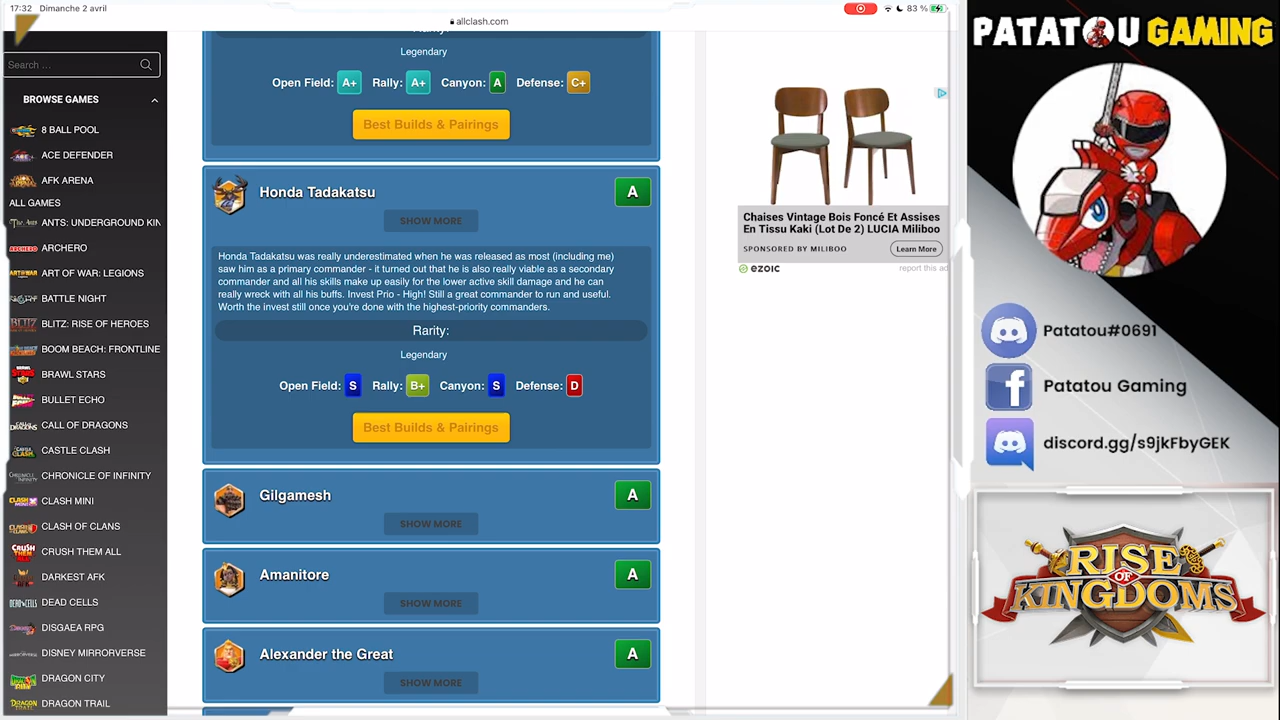 17:32 Dimanche 2 avril
83 %
allclash.com
PATATOU GAMING
Search ...
BROWSE GAMES
8 BALL POOL
ACE DEFENDER
AFK ARENA
ALL GAMES
ANTS: UNDERGROUND KIN
ARCHERO
ART OF WAR: LEGIONS
BATTLE NIGHT
BLITZ: RISE OF HEROES
BOOM BEACH: FRONTLINE
BRAWL STARS
BULLET ECHO
CALL OF DRAGONS
CASTLE CLASH
CHRONICLE OF INFINITY
CLASH MINI
CLASH OF CLANS
CRUSH THEM ALL
DARKEST AFK
DEAD CELLS
DISGAEA RPG
DISNEY MIRRORVERSE
DRAGON CITY
DRAGON TRAIL
Rarity:
Legendary
Open Field: A+ Rally: A+ Canyon: A Defense: C+
Best Builds & Pairings
Honda Tadakatsu A
SHOW MORE
Honda Tadakatsu was really underestimated when he was released as most (including me)
saw him as a primary commander - it turned out that he is also really viable as a secondary
commander and all his skills make up easily for the lower active skill damage and he can
really wreck with all his buffs. Invest Prio - High! Still a great commander to run and useful.
Worth the invest still once you're done with the highest-priority commanders.
Rarity:
Legendary
Open Field: S Rally: B+ Canyon: S Defense: D
Best Builds & Pairings
Gilgamesh A
SHOW MORE
Amanitore A
SHOW MORE
Alexander the Great A
SHOW MORE
Chaises Vintage Bois Foncé Et Assises
En Tissu Kaki (Lot De 2) LUCIA Miliboo
SPONSORED BY MILIBOO Learn More
ezoic report this ad
Patatou#0691
Patatou Gaming
discord.gg/s9jkFbyGEK
RISE
OF
KINGDOMS